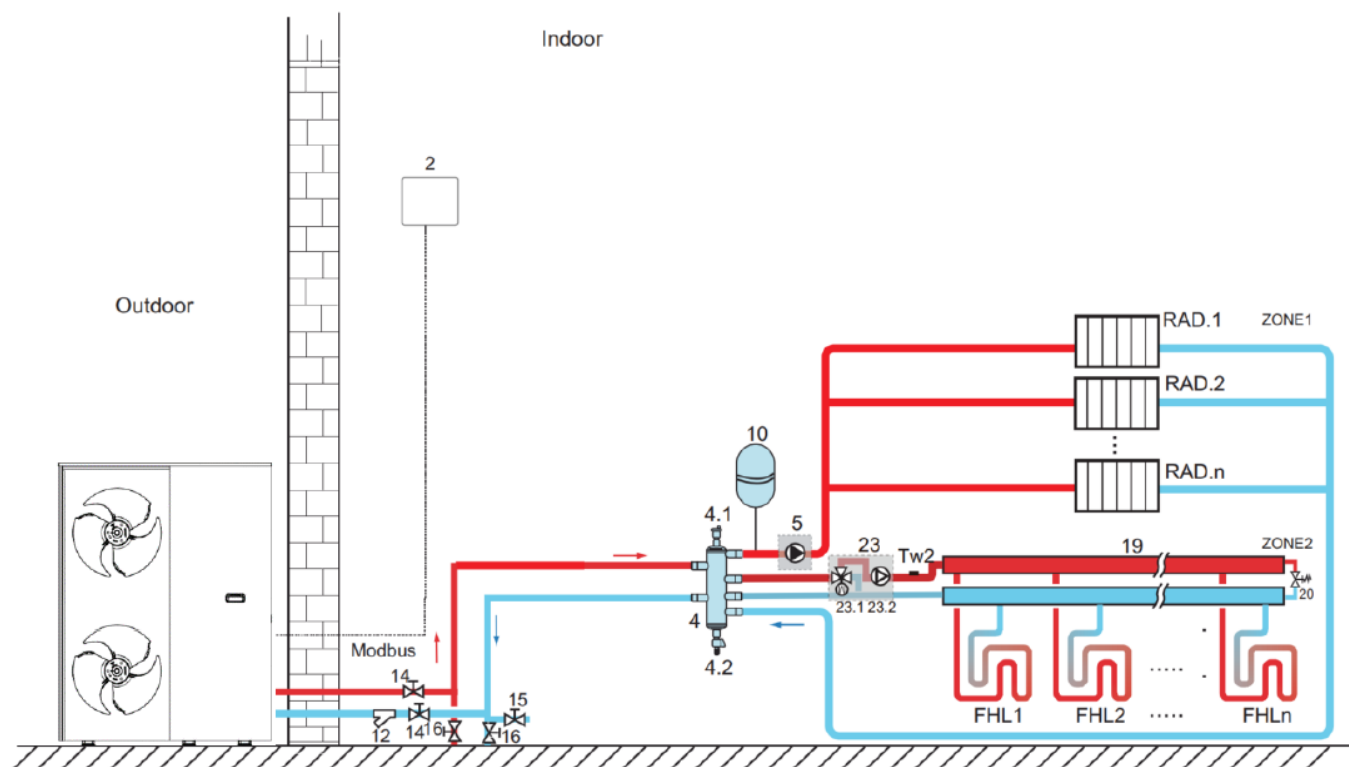 Indoor
2
Outdoor
RAD.1
ZONE1
RAD.2
10
RAD.n
4.1
5
23
Tw2
19
ZONE2
20
23.1 23.2
4
4.2
Modbus
14
15
12
14
16
16
FHL1
FHL2
.....
FHLn